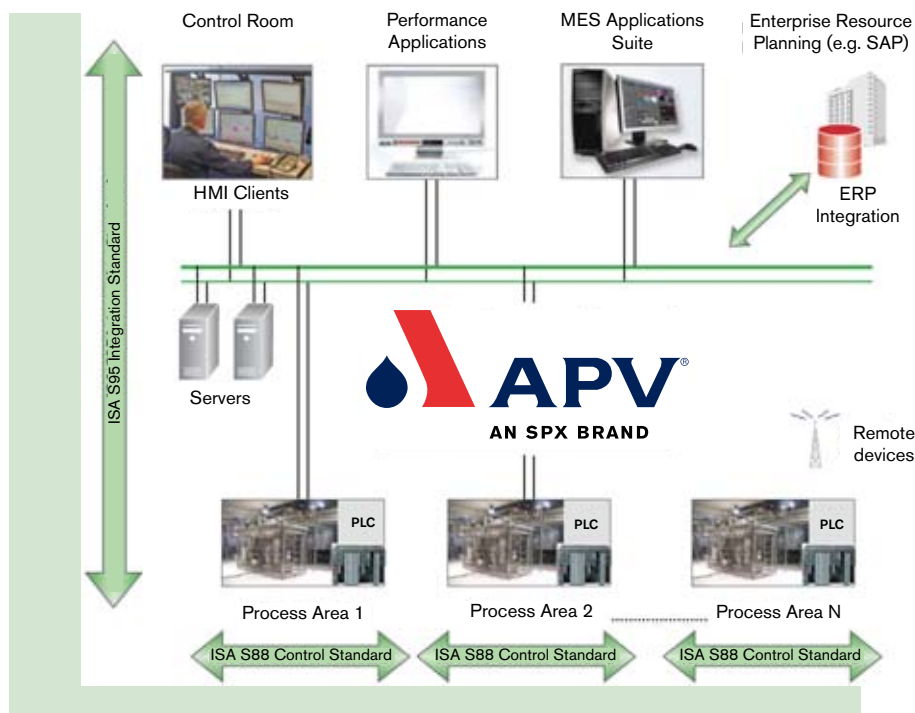 Control Room
Performance
Applications
MES Applications
Suite
Enterprise Resource
Planning (e.g. SAP)
HMI Clients
ERP
Integration
ISA S95 Integration Standard
Servers
APV®
AN SPX BRAND
Remote
devices
PLC
PLC
PLC
Process Area 1
Process Area 2
Process Area N
ISA S88 Control Standard
ISA S88 Control Standard
ISA S88 Control Standard